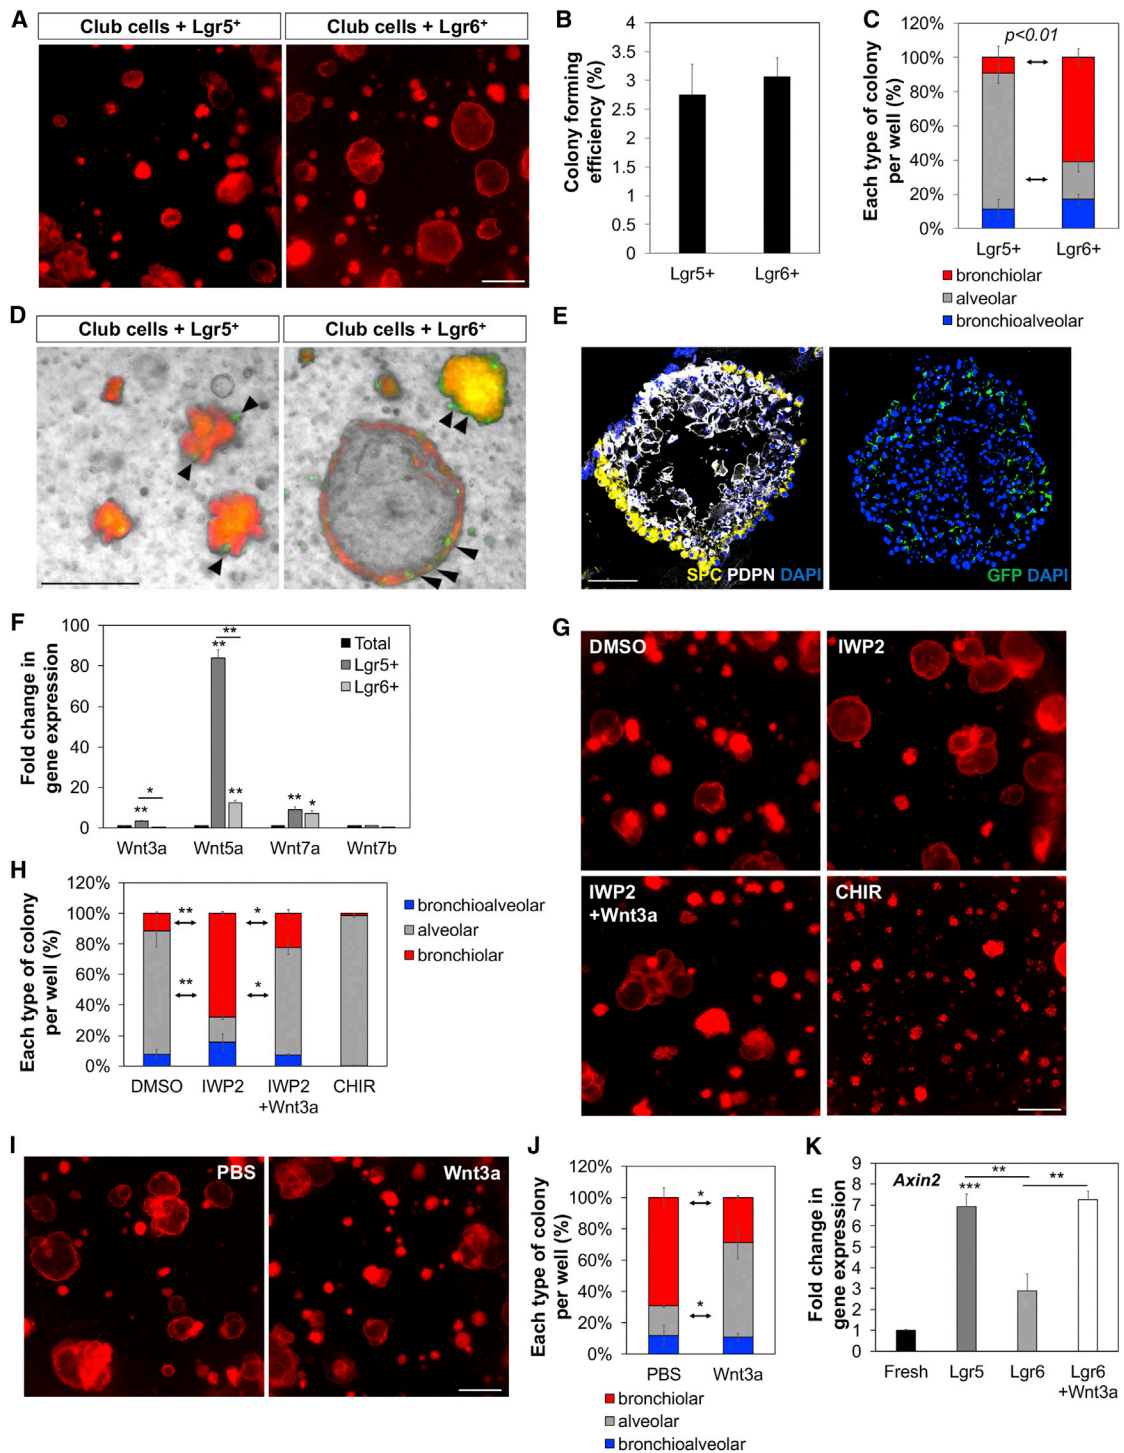 A
Club cells + Lgr5⁺
Club cells + Lgr6⁺
B
Colony forming
efficiency (%)
4
3.5
3
2.5
2
1.5
1
0.5
0
Lgr5+
Lgr6+
C
Each type of colony
per well (%)
120%
100%
80%
60%
40%
20%
0%
p<0.01
Lgr5+
Lgr6+
bronchiolar
alveolar
bronchioalveolar
D
Club cells + Lgr5⁺
Club cells + Lgr6⁺
E
SPC PDPN DAPI
GFP DAPI
F
Fold change in
gene expression
100
80
60
40
20
0
**
*
**
**
**
**
*
Total
Lgr5+
Lgr6+
Wnt3a
Wnt5a
Wnt7a
Wnt7b
G
DMSO
IWP2
IWP2
+Wnt3a
CHIR
H
Each type of colony
per well (%)
120%
100%
80%
60%
40%
20%
0%
**
*
**
*
DMSO
IWP2
IWP2
+Wnt3a
CHIR
bronchioalveolar
alveolar
bronchiolar
I
PBS
Wnt3a
J
Each type of colony
per well (%)
120%
100%
80%
60%
40%
20%
0%
*
*
PBS
Wnt3a
bronchiolar
alveolar
bronchioalveolar
K
Fold change in
gene expression
9
8
7
6
5
4
3
2
1
0
Axin2
***
**
**
Fresh
Lgr5
Lgr6
Lgr6
+Wnt3a